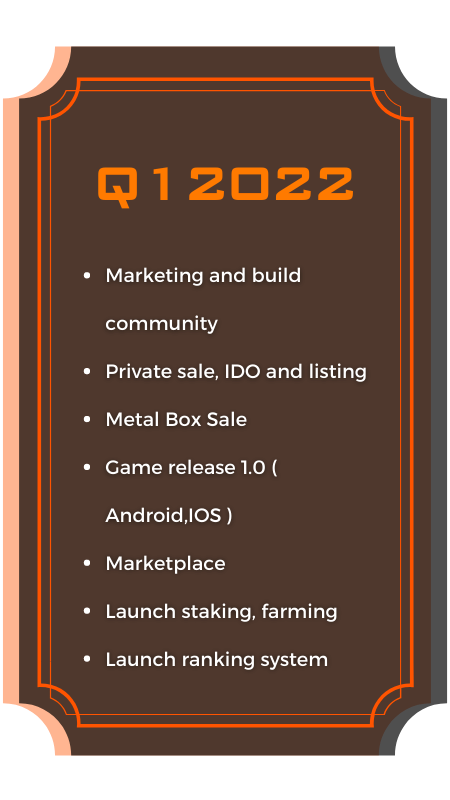 Q1 2022
• Marketing and build
community
• Private sale, IDO and listing
• Metal Box Sale
• Game release 1.0 (
Android,IOS )
• Marketplace
• Launch staking, farming
• Launch ranking system